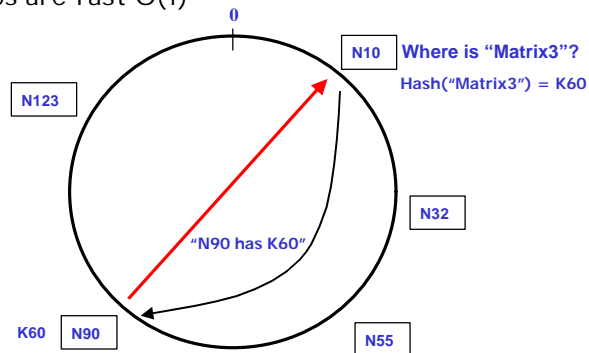 0
N10 Where is “Matrix3”?
Hash(“Matrix3”) = K60
N123
N32
“N90 has K60”
K60 N90
N55